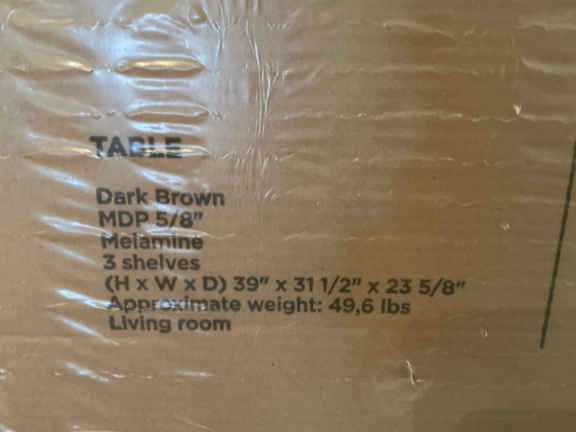 TABLE
Dark Brown
MDP 5/8"
Melamine
3 shelves
(H x W x D) 39" x 31 1/2" x 23 5/8"
Approximate weight: 49,6 lbs
Living room